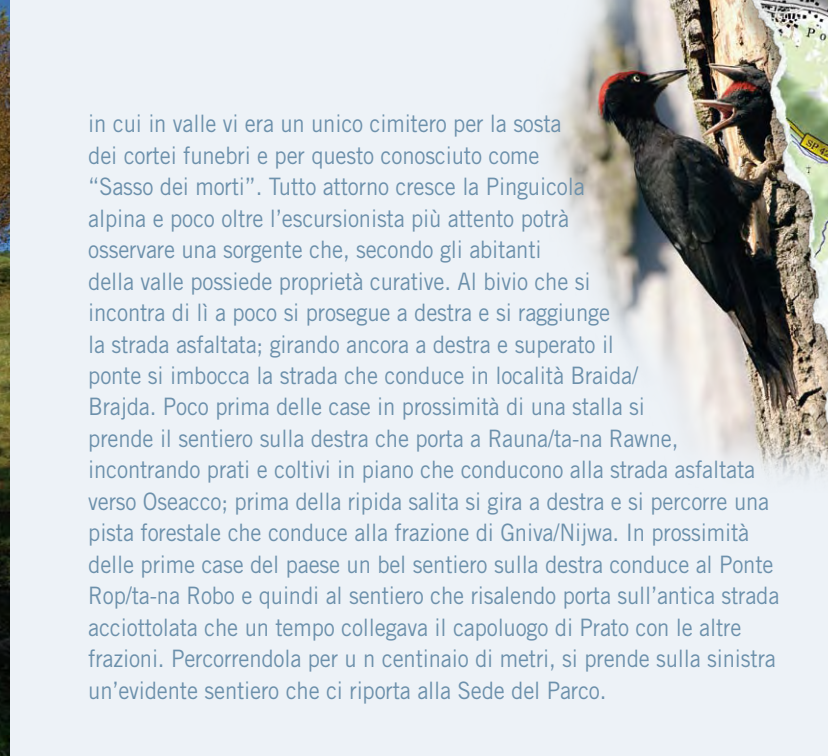 Po
SP 42
in cui in valle vi era un unico cimitero per la sosta
dei cortei funebri e per questo conosciuto come
“Sasso dei morti”. Tutto attorno cresce la Pinguicola
alpina e poco oltre l’escursionista più attento potrà
osservare una sorgente che, secondo gli abitanti
della valle possiede proprietà curative. Al bivio che si
incontra di lì a poco si prosegue a destra e si raggiunge
la strada asfaltata; girando ancora a destra e superato il
ponte si imbocca la strada che conduce in località Braida/
Brajda. Poco prima delle case in prossimità di una stalla si
prende il sentiero sulla destra che porta a Rauna/ta-na Rawne,
incontrando prati e coltivi in piano che conducono alla strada asfaltata
verso Oseacco; prima della ripida salita si gira a destra e si percorre una
pista forestale che conduce alla frazione di Gniva/Nijwa. In prossimità
delle prime case del paese un bel sentiero sulla destra conduce al Ponte
Rop/ta-na Robo e quindi al sentiero che risalendo porta sull’antica strada
acciottolata che un tempo collegava il capoluogo di Prato con le altre
frazioni. Percorrendola per u n centinaio di metri, si prende sulla sinistra
un’evidente sentiero che ci riporta alla Sede del Parco.